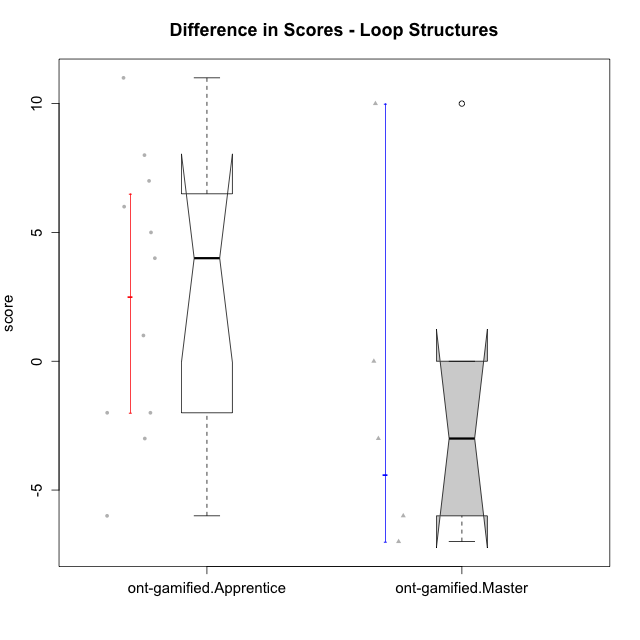 Difference in Scores - Loop Structures
10
5
0
-5
score
ont-gamified.Apprentice
ont-gamified.Master